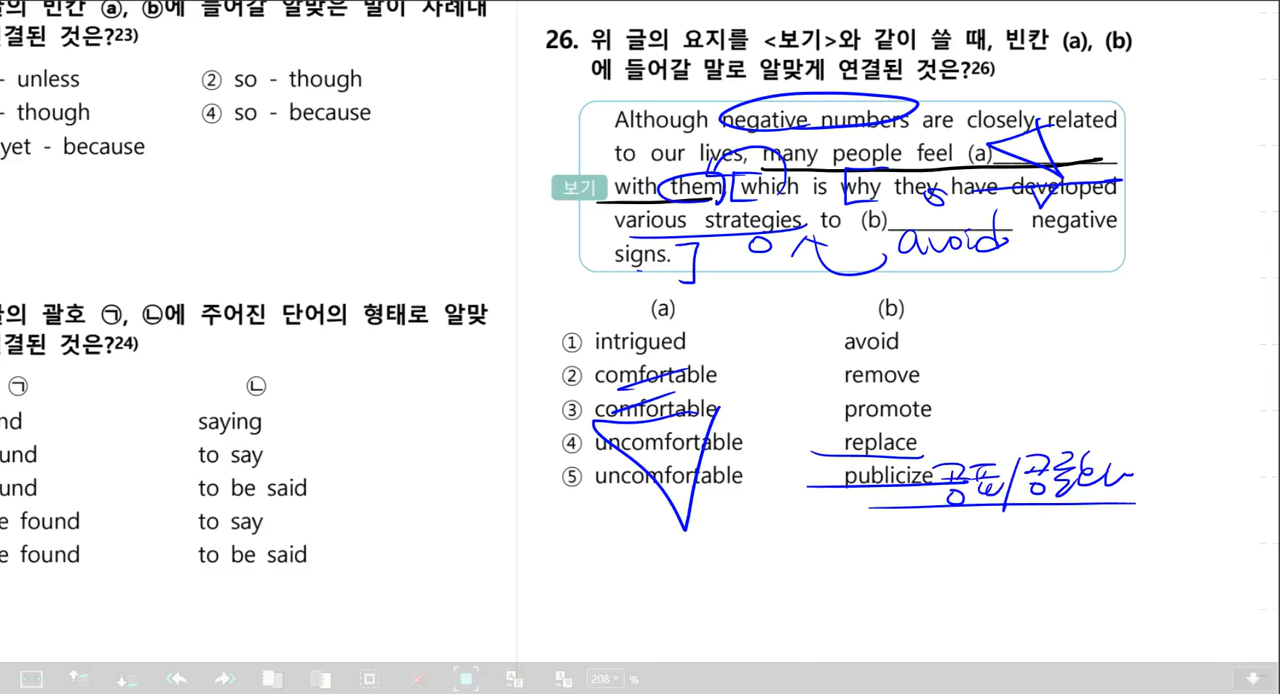 의 빈칸 ⓐ, ⓑ에 들어갈 알맞은 말이 차례대
결된 것은?23)
- unless ② so - though
- though ④ so - because
yet - because
글의 괄호 ㉠, ㉡에 주어진 단어의 형태로 알맞
결된 것은?24)
㉠ ㉡
nd saying
und to say
und to be said
e found to say
e found to be said
26. 위 글의 요지를 <보기>와 같이 쓸 때, 빈칸 (a), (b)
에 들어갈 말로 알맞게 연결된 것은?26)
Although negative numbers are closely related
to our lives, many people feel (a)
보기 with them, which is why they have developed
various strategies to (b) negative
avoid
signs.
(a) (b)
① intrigued avoid
② comfortable remove
③ comfortable promote
④ uncomfortable replace
⑤ uncomfortable publicize 공표/공론화
208 %